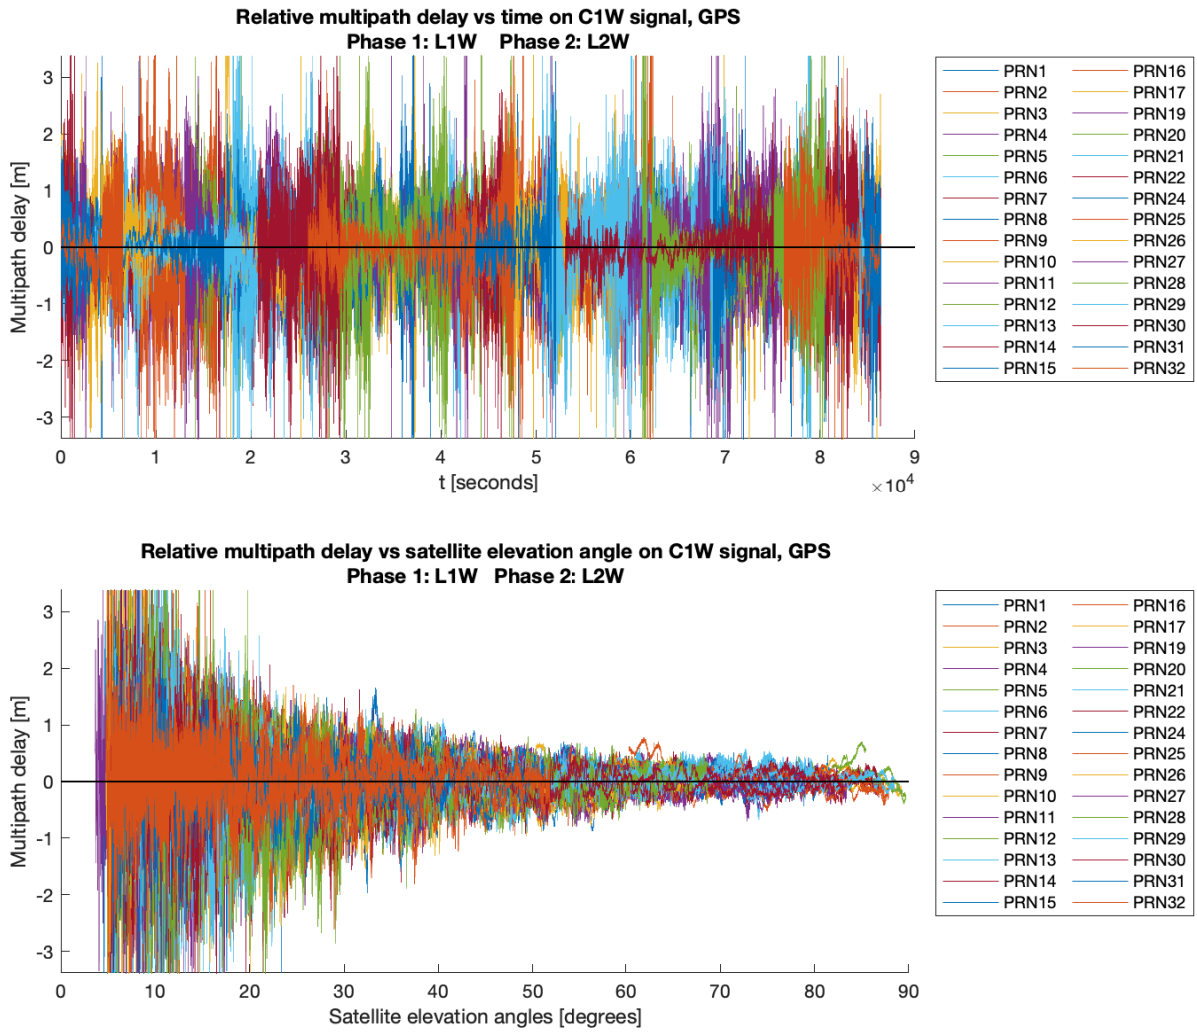 Relative multipath delay vs time on C1W signal, GPS
Phase 1: L1W Phase 2: L2W
Multipath delay [m]
3
2
1
0
-1
-2
-3
0 1 2 3 4 5 6 7 8 9
t [seconds]
×10⁴
PRN1 PRN16
PRN2 PRN17
PRN3 PRN19
PRN4 PRN20
PRN5 PRN21
PRN6 PRN22
PRN7 PRN24
PRN8 PRN25
PRN9 PRN26
PRN10 PRN27
PRN11 PRN28
PRN12 PRN29
PRN13 PRN30
PRN14 PRN31
PRN15 PRN32
Relative multipath delay vs satellite elevation angle on C1W signal, GPS
Phase 1: L1W Phase 2: L2W
Multipath delay [m]
3
2
1
0
-1
-2
-3
0 10 20 30 40 50 60 70 80 90
Satellite elevation angles [degrees]
PRN1 PRN16
PRN2 PRN17
PRN3 PRN19
PRN4 PRN20
PRN5 PRN21
PRN6 PRN22
PRN7 PRN24
PRN8 PRN25
PRN9 PRN26
PRN10 PRN27
PRN11 PRN28
PRN12 PRN29
PRN13 PRN30
PRN14 PRN31
PRN15 PRN32